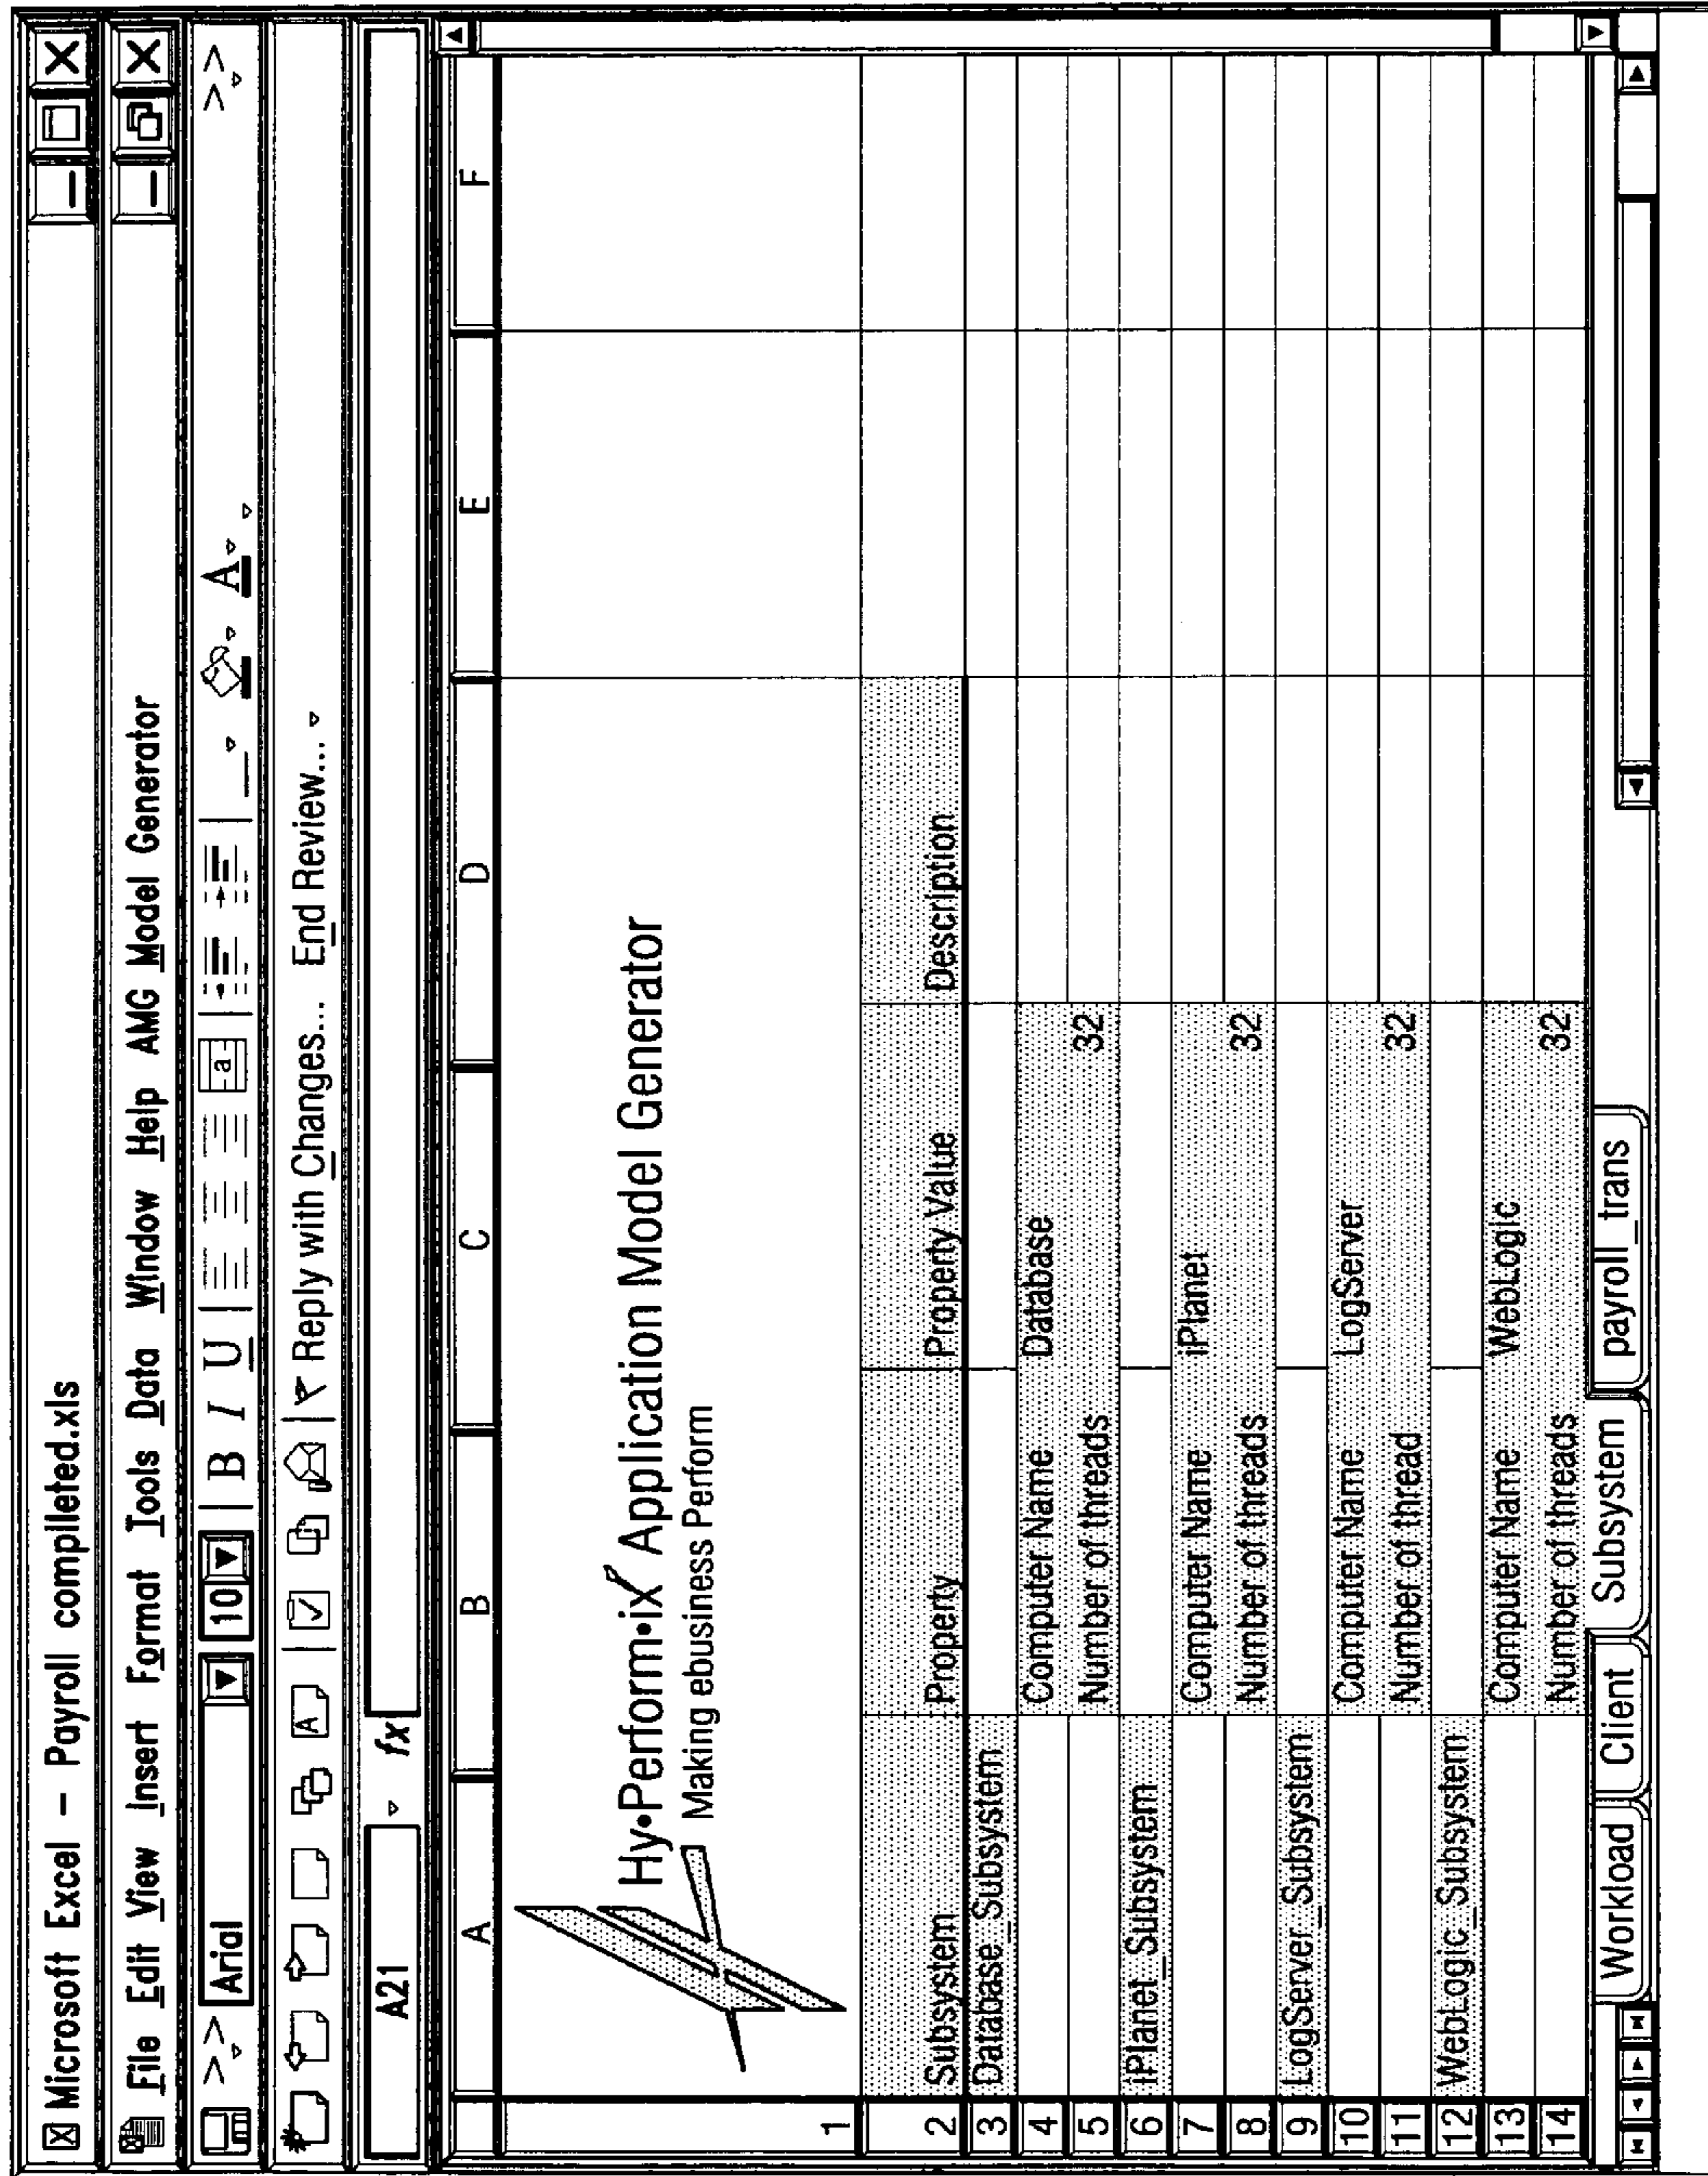 Microsoft Excel – Payroll compileted.xls
File Edit View Insert Format Tools Data Window Help AMG Model Generator
>> Arial 10 B I U a A >>
A Reply with Changes... End Review...
A21 fx
A B C D E F
Hy•Perform•ix Application Model Generator
Making ebusiness Perform
1
2 Subsystem Property Property Value Description
3 Database_Subsystem
4 Computer Name Database
5 Number of threads 32
6 iPlanet_Subsystem
7 Computer Name iPlanet
8 Number of threads 32
9 LogServer_Subsystem
10 Computer Name LogServer
11 Number of thread 32
12 WebLogic_Subsystem
13 Computer Name WebLogic
14 Number of threads 32
Workload Client Subsystem payroll_trans